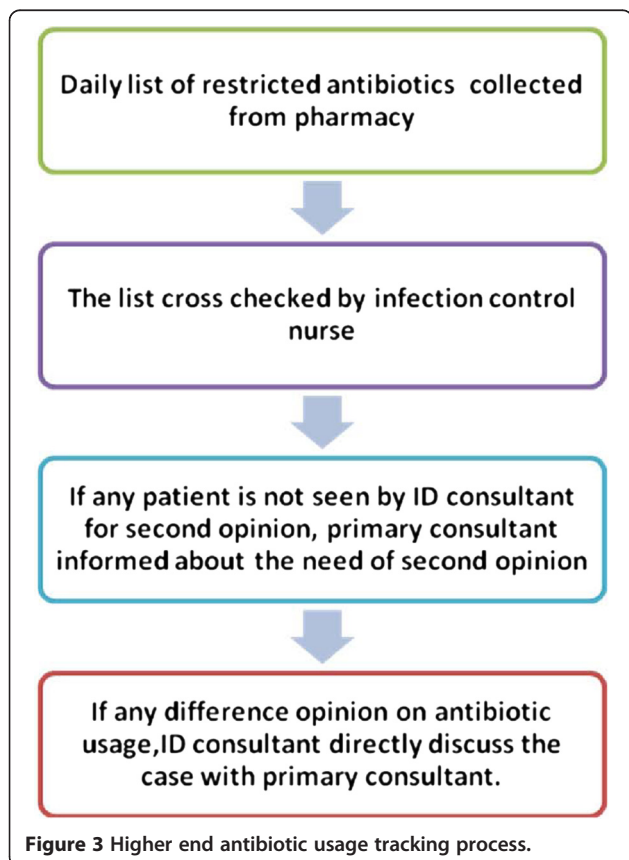 Daily list of restricted antibiotics collected
from pharmacy
The list cross checked by infection control
nurse
If any patient is not seen by ID consultant
for second opinion, primary consultant
informed about the need of second opinion
If any difference opinion on antibiotic
usage,ID consultant directly discuss the
case with primary consultant.
Figure 3 Higher end antibiotic usage tracking process.